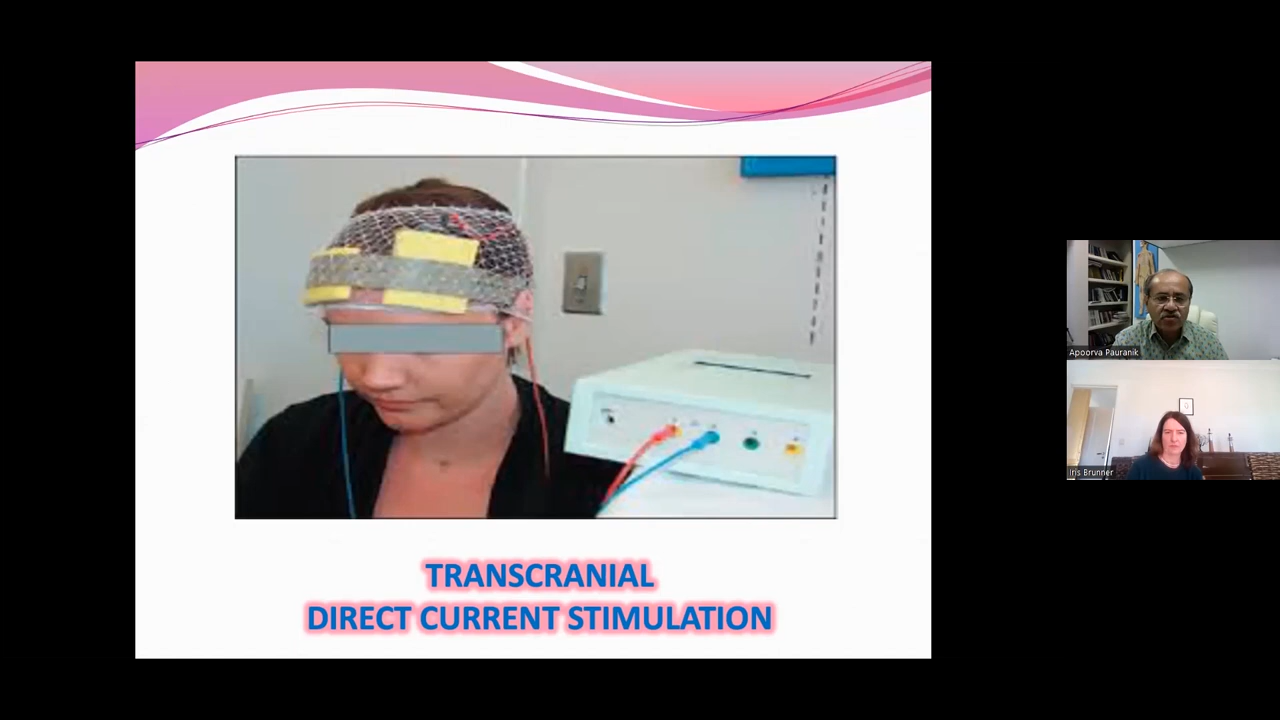 TRANSCRANIAL
DIRECT CURRENT STIMULATION
Apoorva Pauranik
Iris Brunner